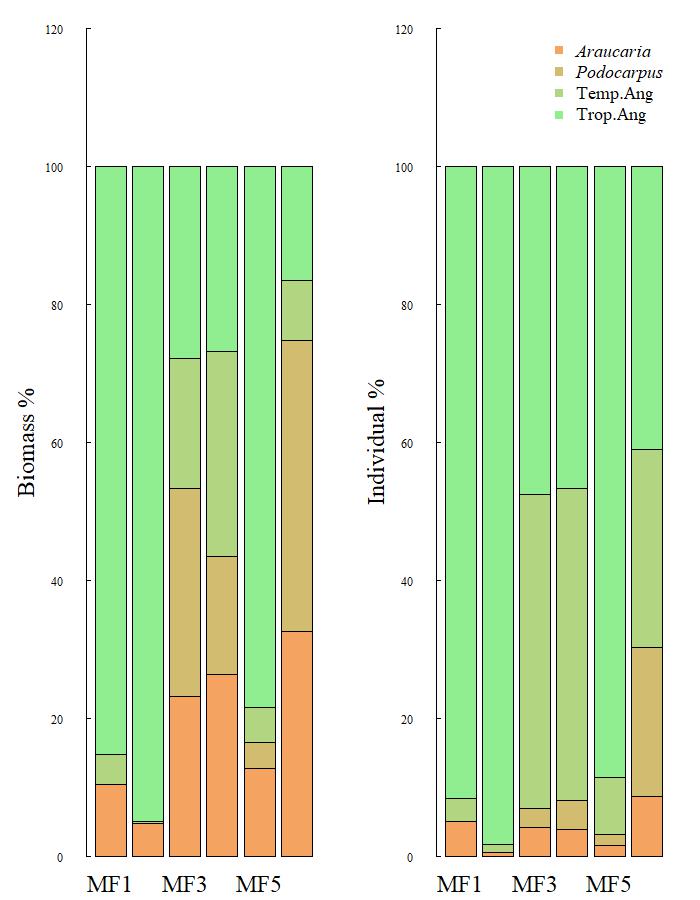 120
100
80
60
40
20
0
Biomass %
MF1 MF3 MF5
120
100
80
60
40
20
0
Individual %
MF1 MF3 MF5
Araucaria
Podocarpus
Temp.Ang
Trop.Ang